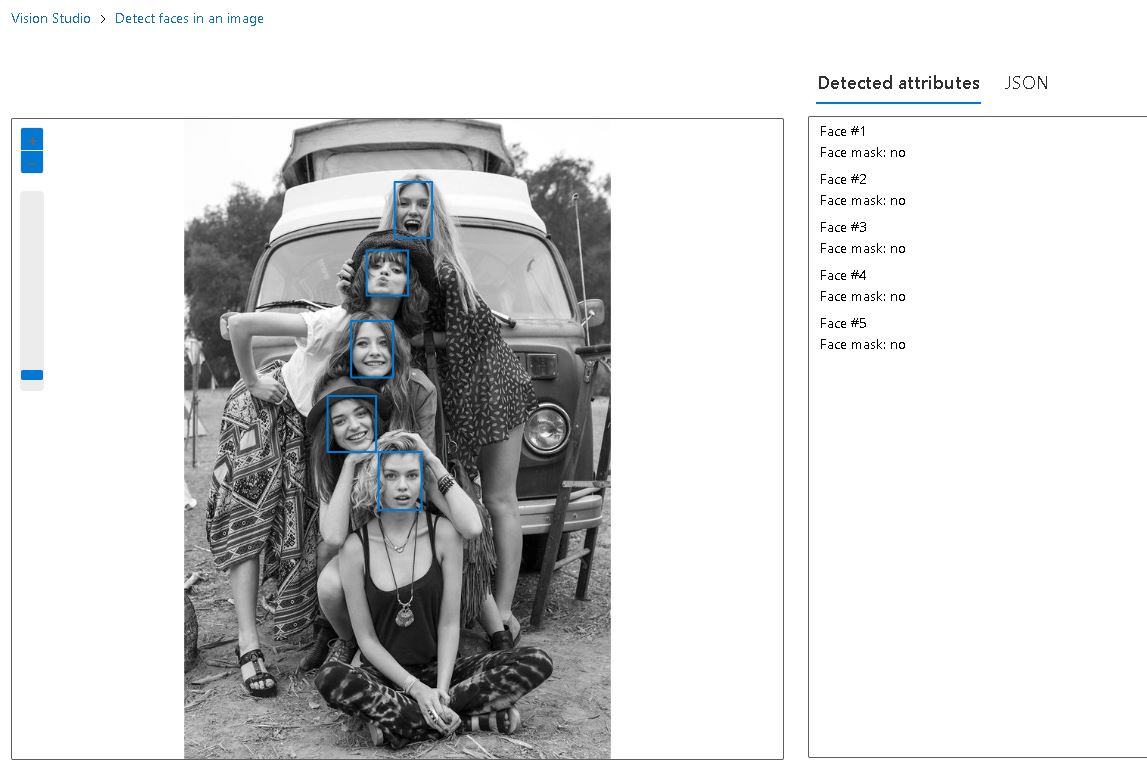 Vision Studio > Detect faces in an image
Detected attributes JSON
+
-
Face #1
Face mask: no
Face #2
Face mask: no
Face #3
Face mask: no
Face #4
Face mask: no
Face #5
Face mask: no